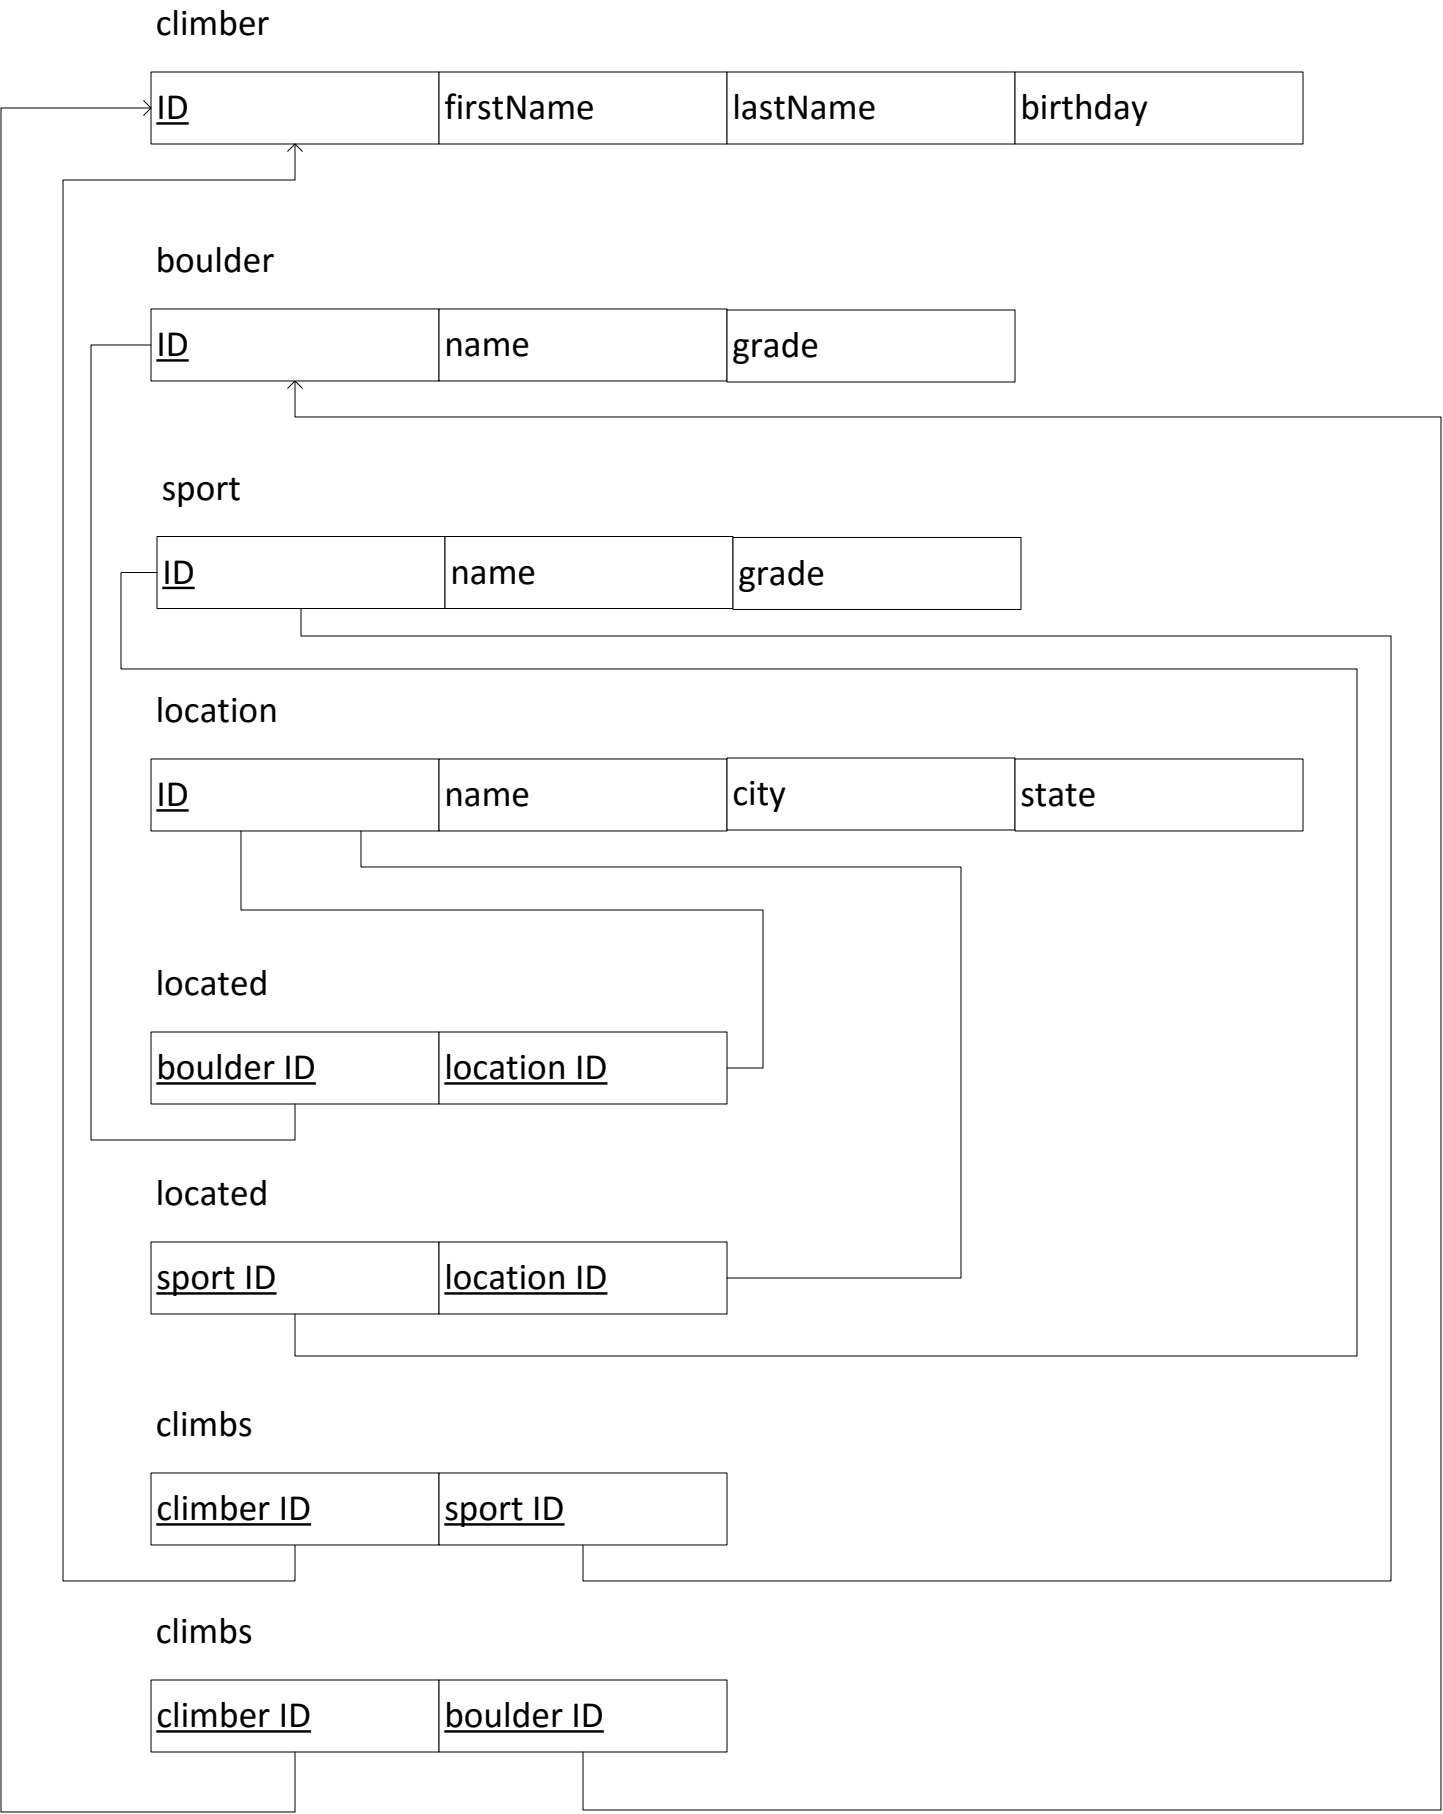 climber
ID firstName lastName birthday
boulder
ID name grade
sport
ID name grade
location
ID name city state
located
boulder ID location ID
located
sport ID location ID
climbs
climber ID sport ID
climbs
climber ID boulder ID